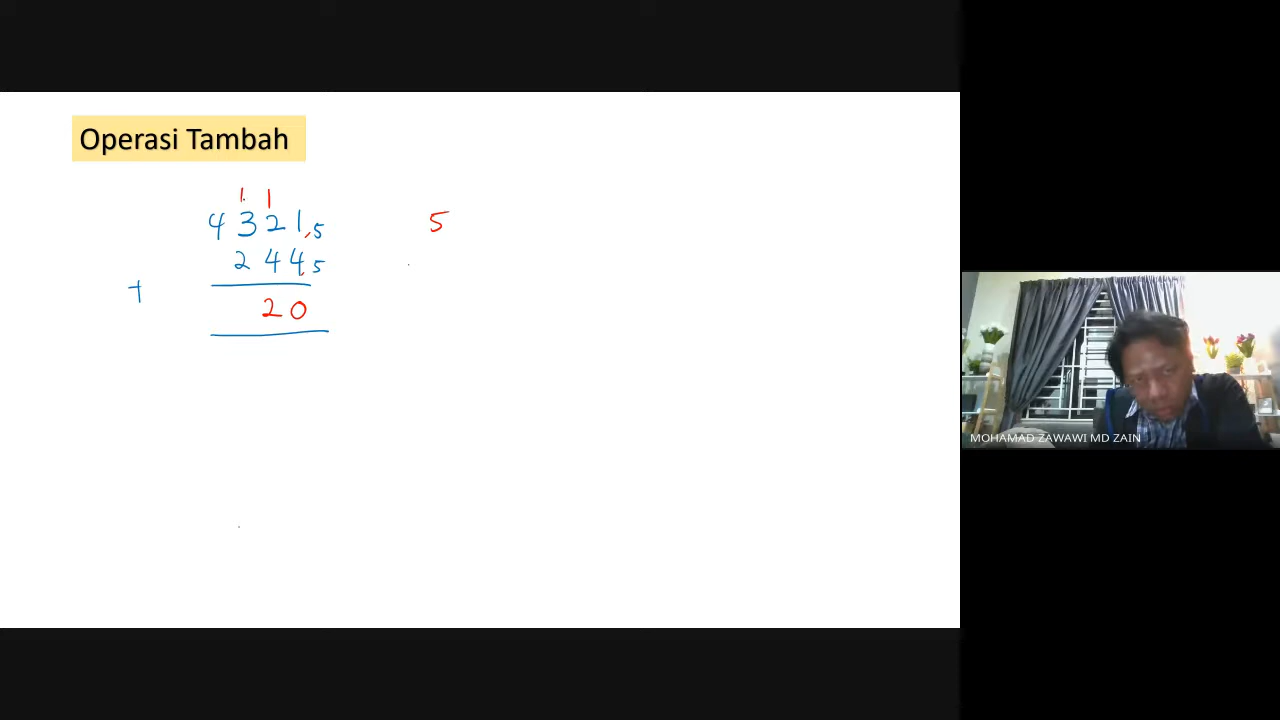 Operasi Tambah
1 1
4321₅ 5
244₅
+
20
MOHAMAD ZAWAWI MD ZAIN